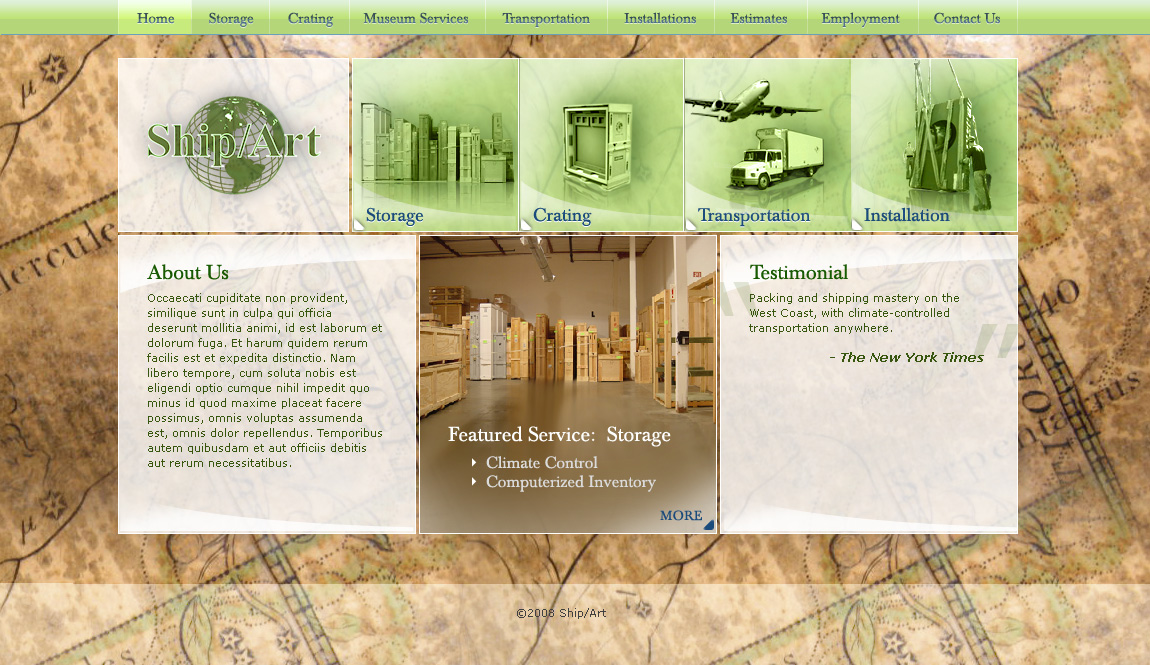 Home Storage Crating Museum Services Transportation Installations Estimates Employment Contact Us
Ship/Art
Storage
Crating
Transportation
Installation
About Us
Occaecati cupiditate non provident,
similique sunt in culpa qui officia
deserunt mollitia animi, id est laborum et
dolorum fuga. Et harum quidem rerum
facilis est et expedita distinctio. Nam
libero tempore, cum soluta nobis est
eligendi optio cumque nihil impedit quo
minus id quod maxime placeat facere
possimus, omnis voluptas assumenda
est, omnis dolor repellendus. Temporibus
autem quibusdam et aut officiis debitis
aut rerum necessitatibus.
Featured Service: Storage
Climate Control
Computerized Inventory
MORE
Testimonial
Packing and shipping mastery on the
West Coast, with climate-controlled
transportation anywhere.
- The New York Times
©2008 Ship/Art